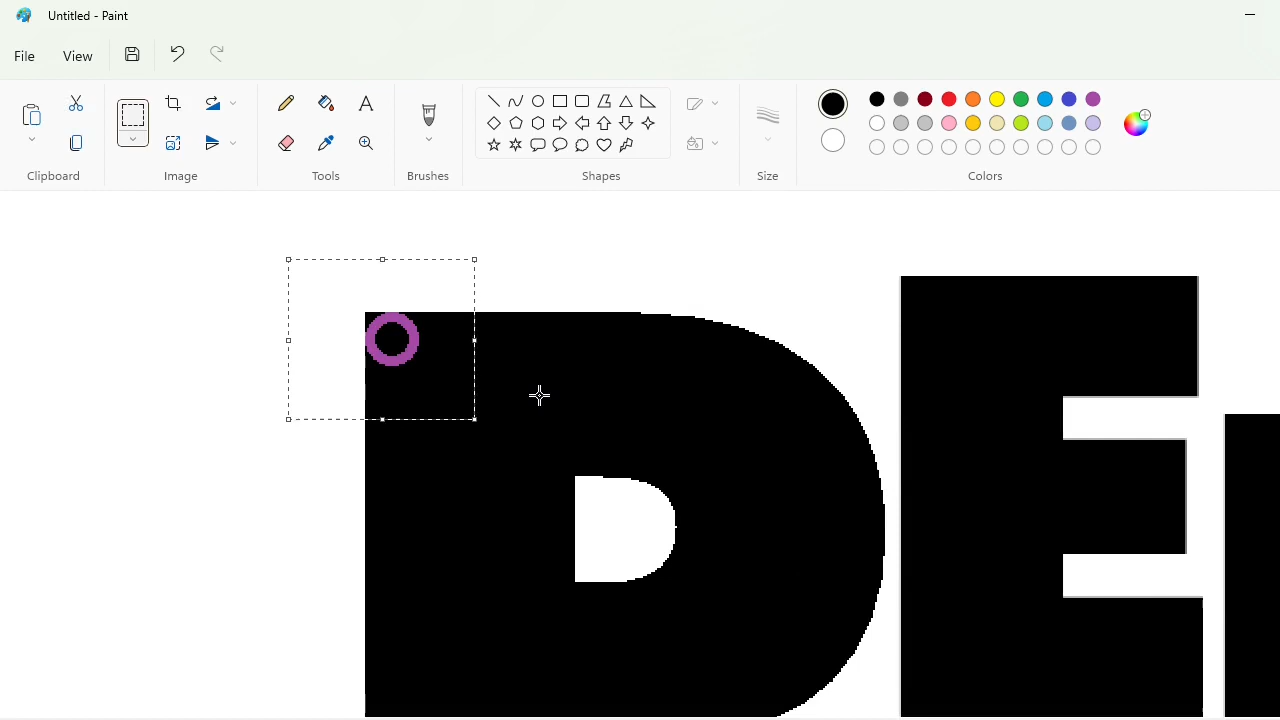 Untitled - Paint
File View
Clipboard Image Tools Brushes Shapes Size Colors
DE